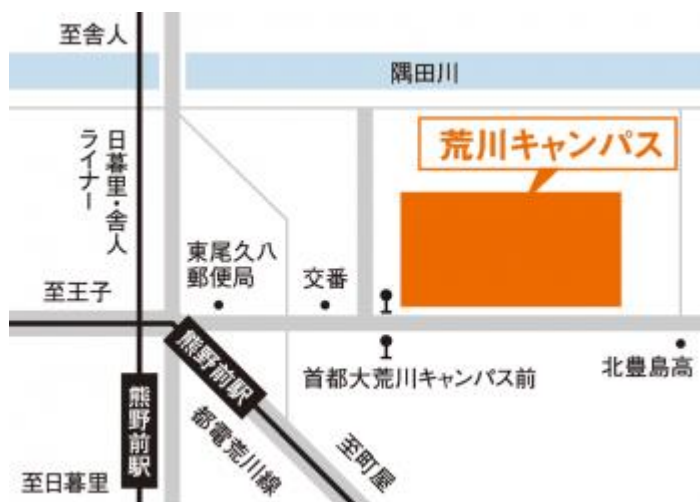 至舎人
隅田川
日暮里・舎人
ライナー
荒川キャンパス
東尾久八
郵便局
交番
至王子
熊野前駅
首都大荒川キャンパス前
北豊島高
熊野前駅
都電荒川線
至町屋
至日暮里